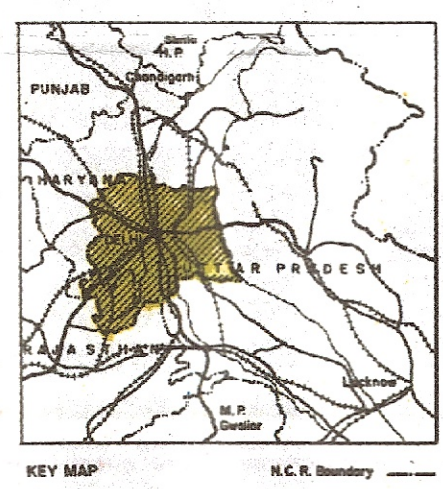 Simla
H.P.
Chandigarh
PUNJAB
HARYANA
DELHI
UTTAR PRADESH
RAJASTHAN
Lucknow
M.P.
Gwalior
KEY MAP
N.C.R. Boundary